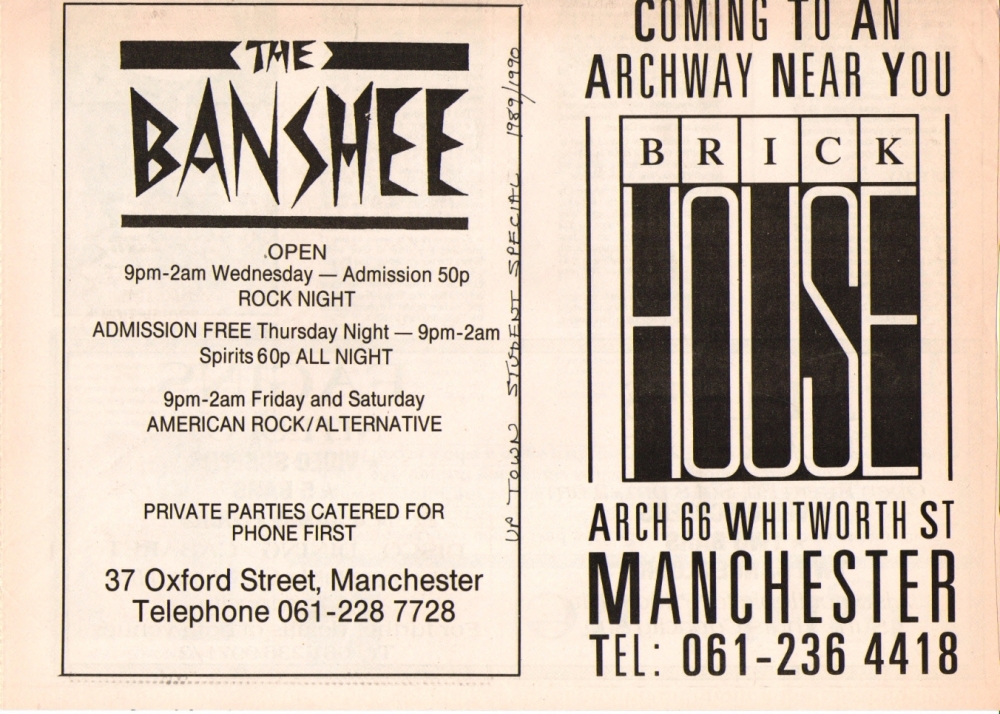 THE
BANSHEE
OPEN
9pm-2am Wednesday — Admission 50p
ROCK NIGHT
ADMISSION FREE Thursday Night — 9pm-2am
Spirits 60p ALL NIGHT
9pm-2am Friday and Saturday
AMERICAN ROCK/ALTERNATIVE
PRIVATE PARTIES CATERED FOR
PHONE FIRST
37 Oxford Street, Manchester
Telephone 061-228 7728
UP TOWN STUDENT SPECIAL 1989/1990
COMING TO AN
ARCHWAY NEAR YOU
BRICK
HOUSE
ARCH 66 WHITWORTH ST
MANCHESTER
TEL: 061-236 4418